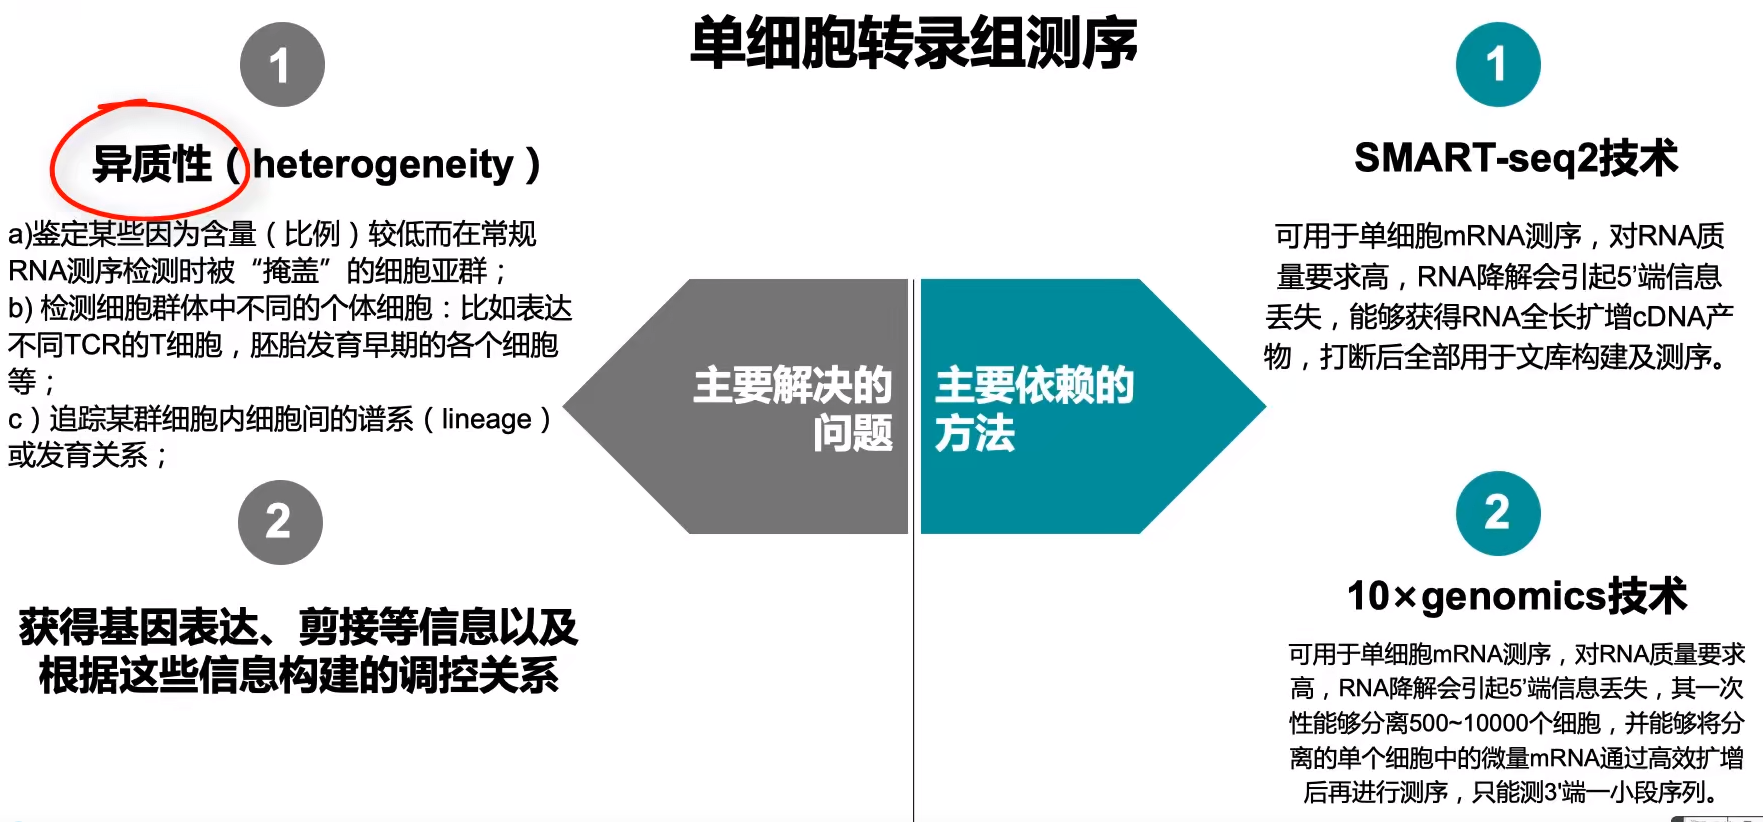 单细胞转录组测序
1
异质性（heterogeneity）
a)鉴定某些因为含量（比例）较低而在常规
RNA测序检测时被“掩盖”的细胞亚群；
b) 检测细胞群体中不同的个体细胞：比如表达
不同TCR的T细胞，胚胎发育早期的各个细胞
等；
c）追踪某群细胞内细胞间的谱系（lineage）
或发育关系；
2
获得基因表达、剪接等信息以及
根据这些信息构建的调控关系
主要解决的
问题
主要依赖的
方法
1
SMART-seq2技术
可用于单细胞mRNA测序，对RNA质
量要求高，RNA降解会引起5’端信息
丢失，能够获得RNA全长扩增cDNA产
物，打断后全部用于文库构建及测序。
2
10×genomics技术
可用于单细胞mRNA测序，对RNA质量要求
高，RNA降解会引起5’端信息丢失，其一次
性能够分离500~10000个细胞，并能够将分
离的单个细胞中的微量mRNA通过高效扩增
后再进行测序，只能测3'端一小段序列。